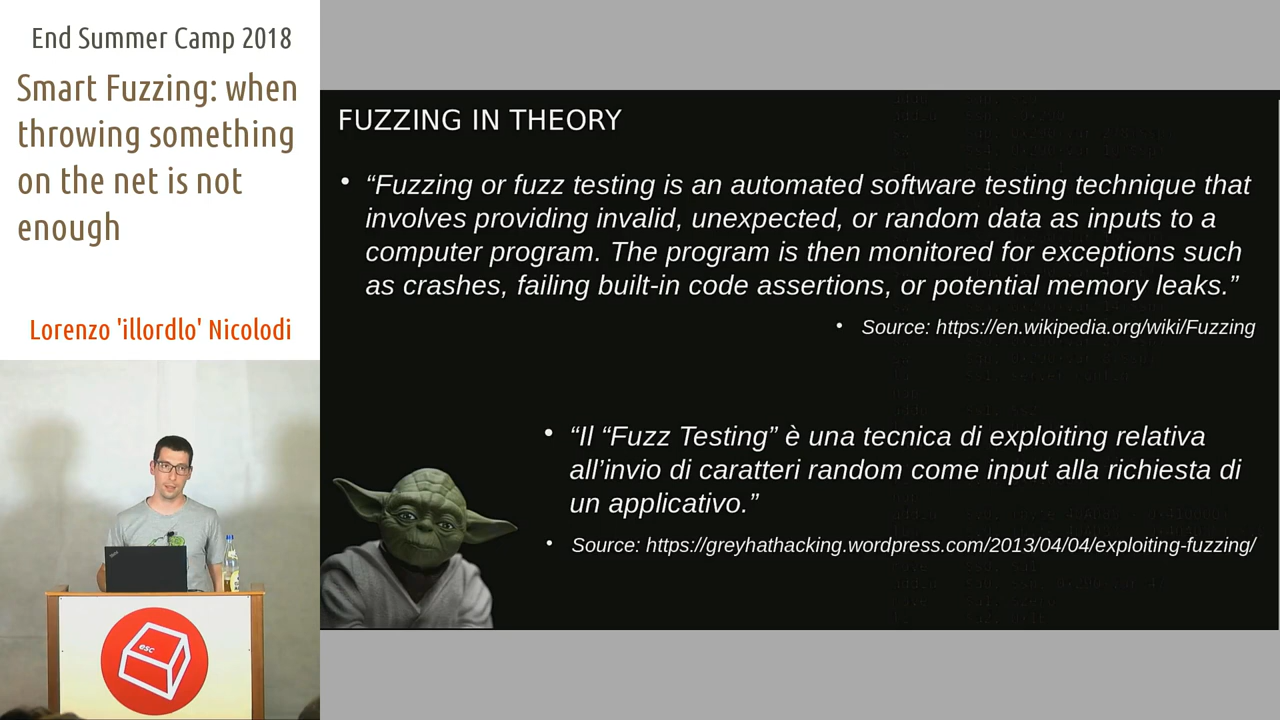 End Summer Camp 2018
Smart Fuzzing: when
throwing something
on the net is not
enough
Lorenzo 'illordlo' Nicolodi
FUZZING IN THEORY
• “Fuzzing or fuzz testing is an automated software testing technique that
involves providing invalid, unexpected, or random data as inputs to a
computer program. The program is then monitored for exceptions such
as crashes, failing built-in code assertions, or potential memory leaks.”
• Source: https://en.wikipedia.org/wiki/Fuzzing
• “Il “Fuzz Testing” è una tecnica di exploiting relativa
all’invio di caratteri random come input alla richiesta di
un applicativo.”
• Source: https://greyhathacking.wordpress.com/2013/04/04/exploiting-fuzzing/
esc